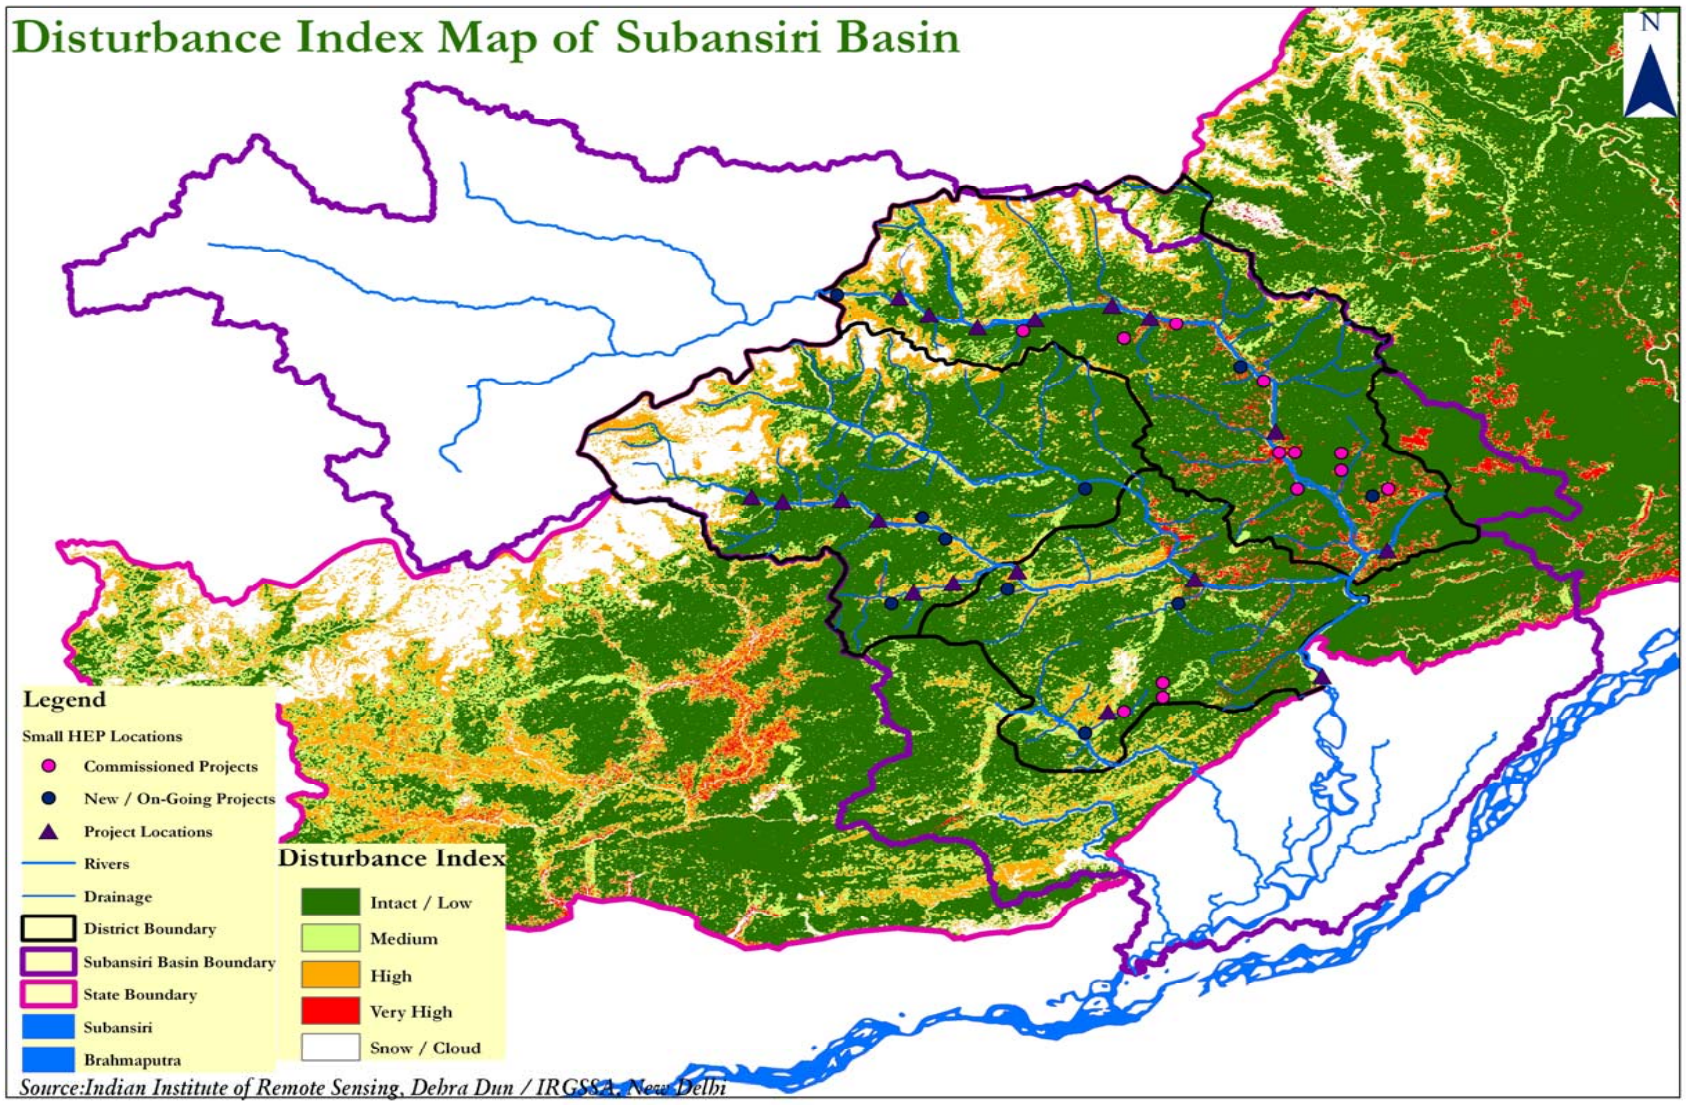 Disturbance Index Map of Subansiri Basin
N
Legend
Small HEP Locations
Commissioned Projects
New / On-Going Projects
Project Locations
Rivers
Drainage
District Boundary
Subansiri Basin Boundary
State Boundary
Subansiri
Brahmaputra
Disturbance Index
Intact / Low
Medium
High
Very High
Snow / Cloud
Source:Indian Institute of Remote Sensing, Dehra Dun / IRGSSA, New Delhi